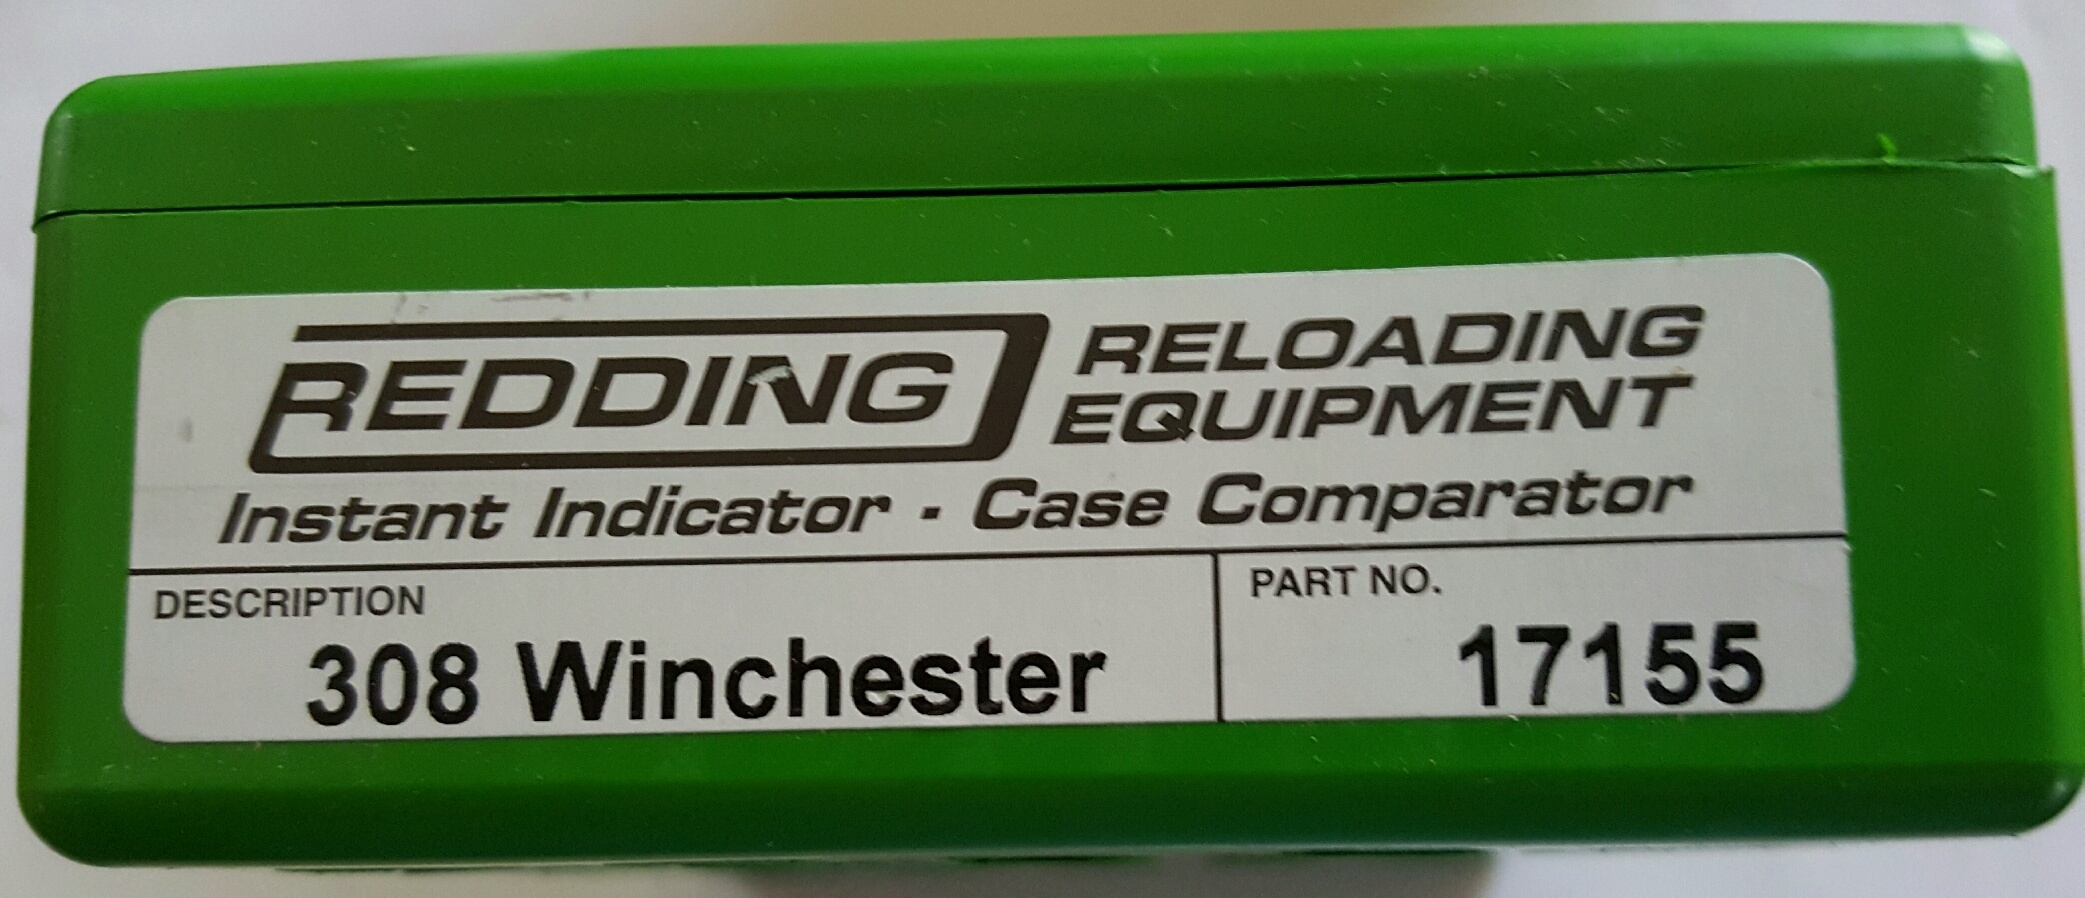 REDDING RELOADING
EQUIPMENT
Instant Indicator · Case Comparator
DESCRIPTION
308 Winchester
PART NO.
17155